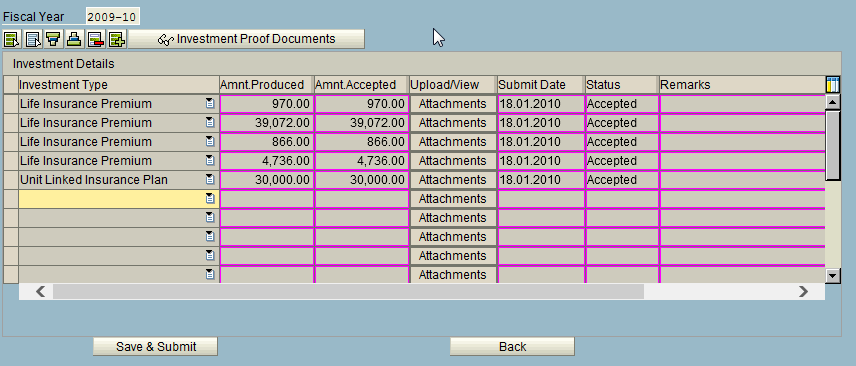 Fiscal Year 2009-10
Investment Proof Documents
Investment Details
Investment Type Amnt.Produced Amnt.Accepted Upload/View Submit Date Status Remarks
Life Insurance Premium 970.00 970.00 Attachments 18.01.2010 Accepted
Life Insurance Premium 39,072.00 39,072.00 Attachments 18.01.2010 Accepted
Life Insurance Premium 866.00 866.00 Attachments 18.01.2010 Accepted
Life Insurance Premium 4,736.00 4,736.00 Attachments 18.01.2010 Accepted
Unit Linked Insurance Plan 30,000.00 30,000.00 Attachments 18.01.2010 Accepted
Attachments
Attachments
Attachments
Attachments
Attachments
Save & Submit Back